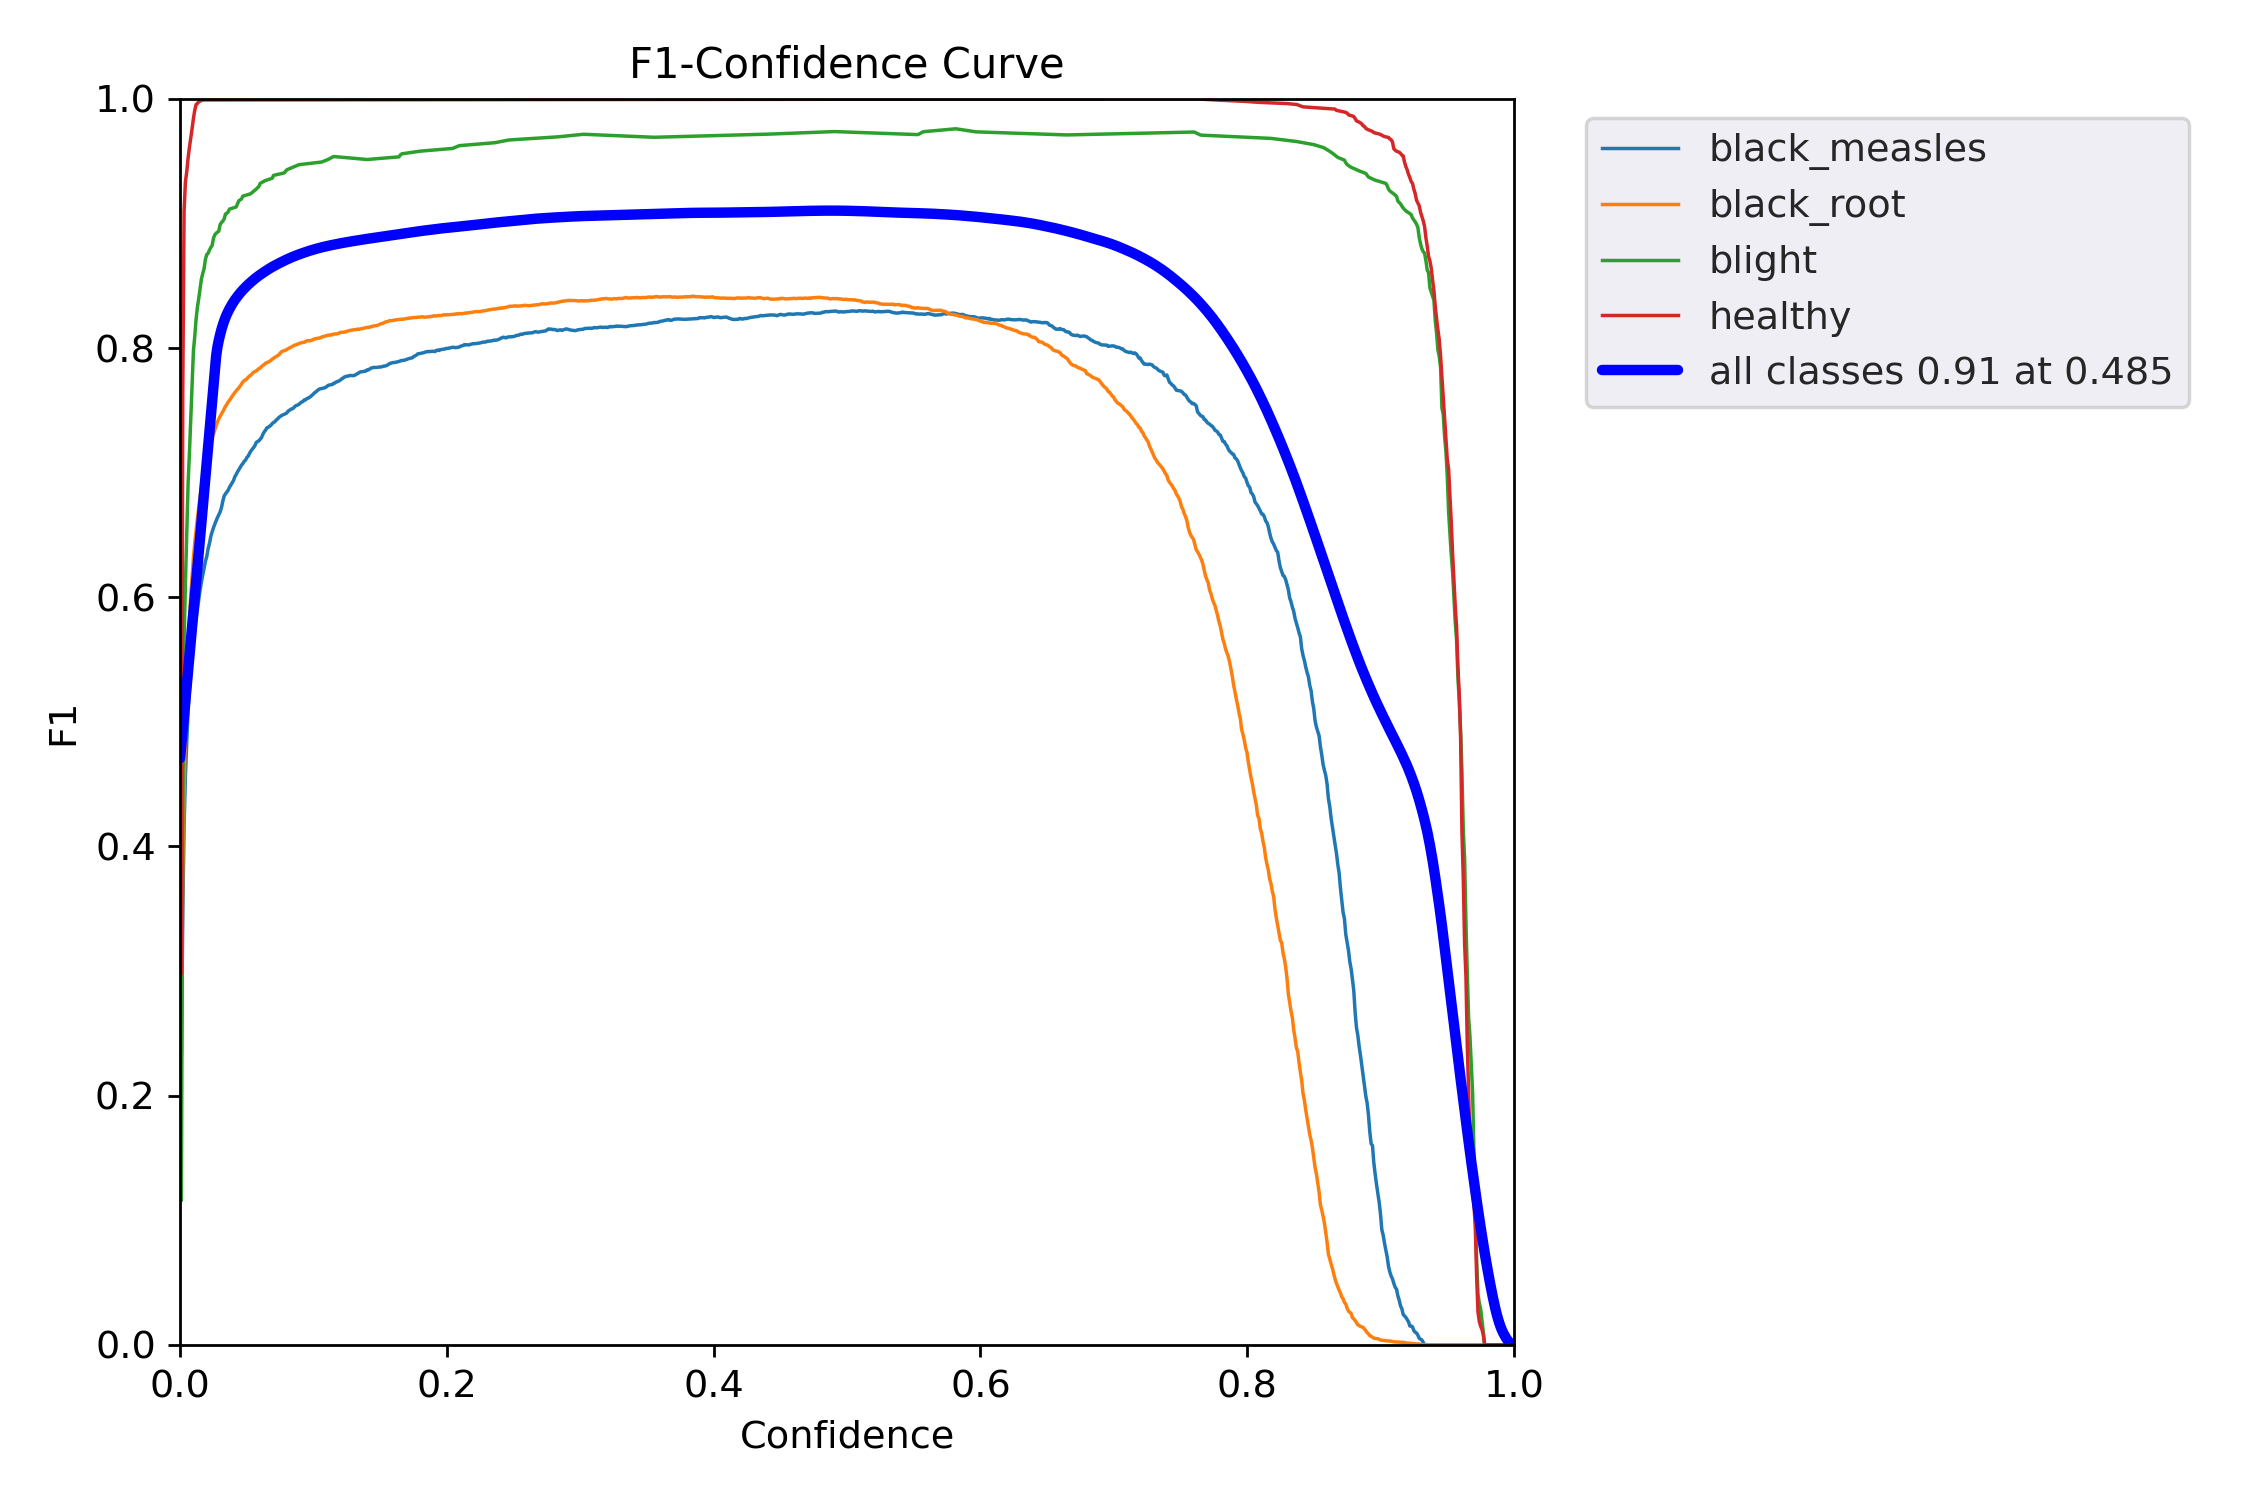 F1-Confidence Curve
1.0
0.8
0.6
0.4
0.2
0.0
F1
0.0 0.2 0.4 0.6 0.8 1.0
Confidence
black_measles
black_root
blight
healthy
all classes 0.91 at 0.485